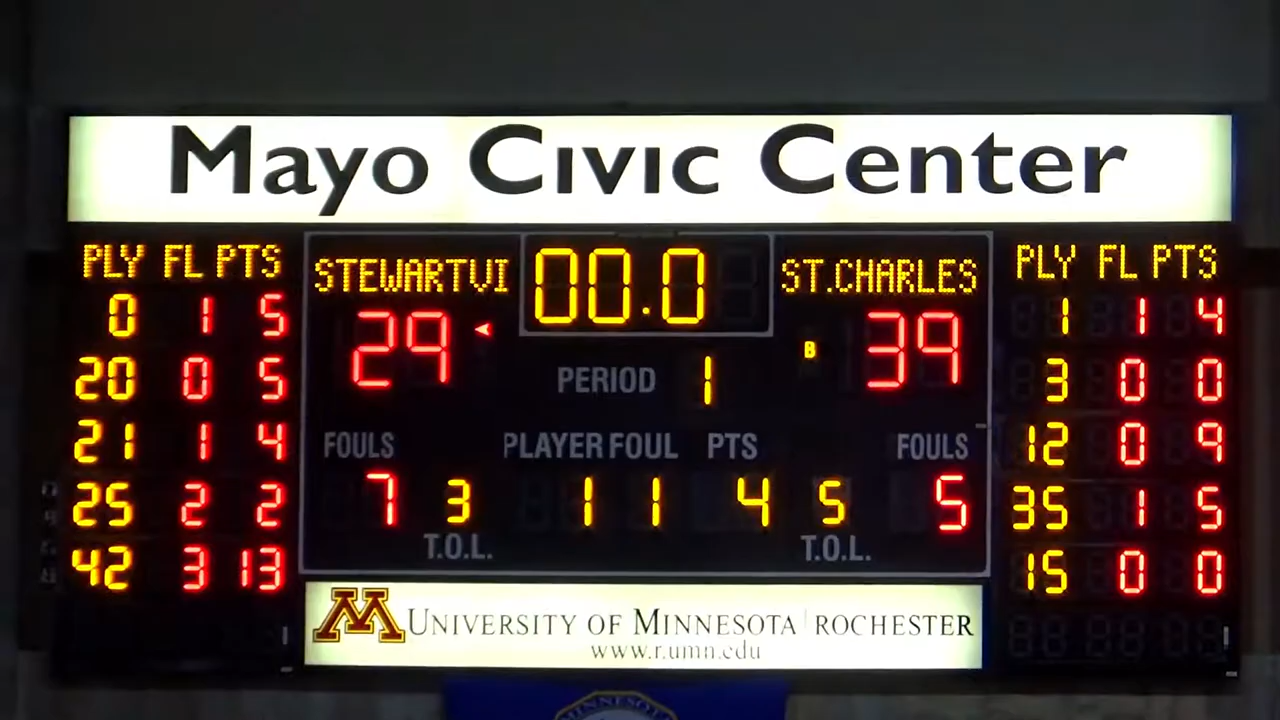 Mayo Civic Center
PLY FL PTS
0 1 5
20 0 5
21 1 4
25 2 2
42 3 13
STEWARTVI 00.0 ST.CHARLES
29 39
B
PERIOD 1
FOULS PLAYER FOUL PTS FOULS
7 3 1 1 4 5 5
T.O.L. T.O.L.
PLY FL PTS
1 1 4
3 0 0
12 0 9
35 1 5
15 0 0
M UNIVERSITY OF MINNESOTA | ROCHESTER
www.r.umn.edu
MINNESOTA